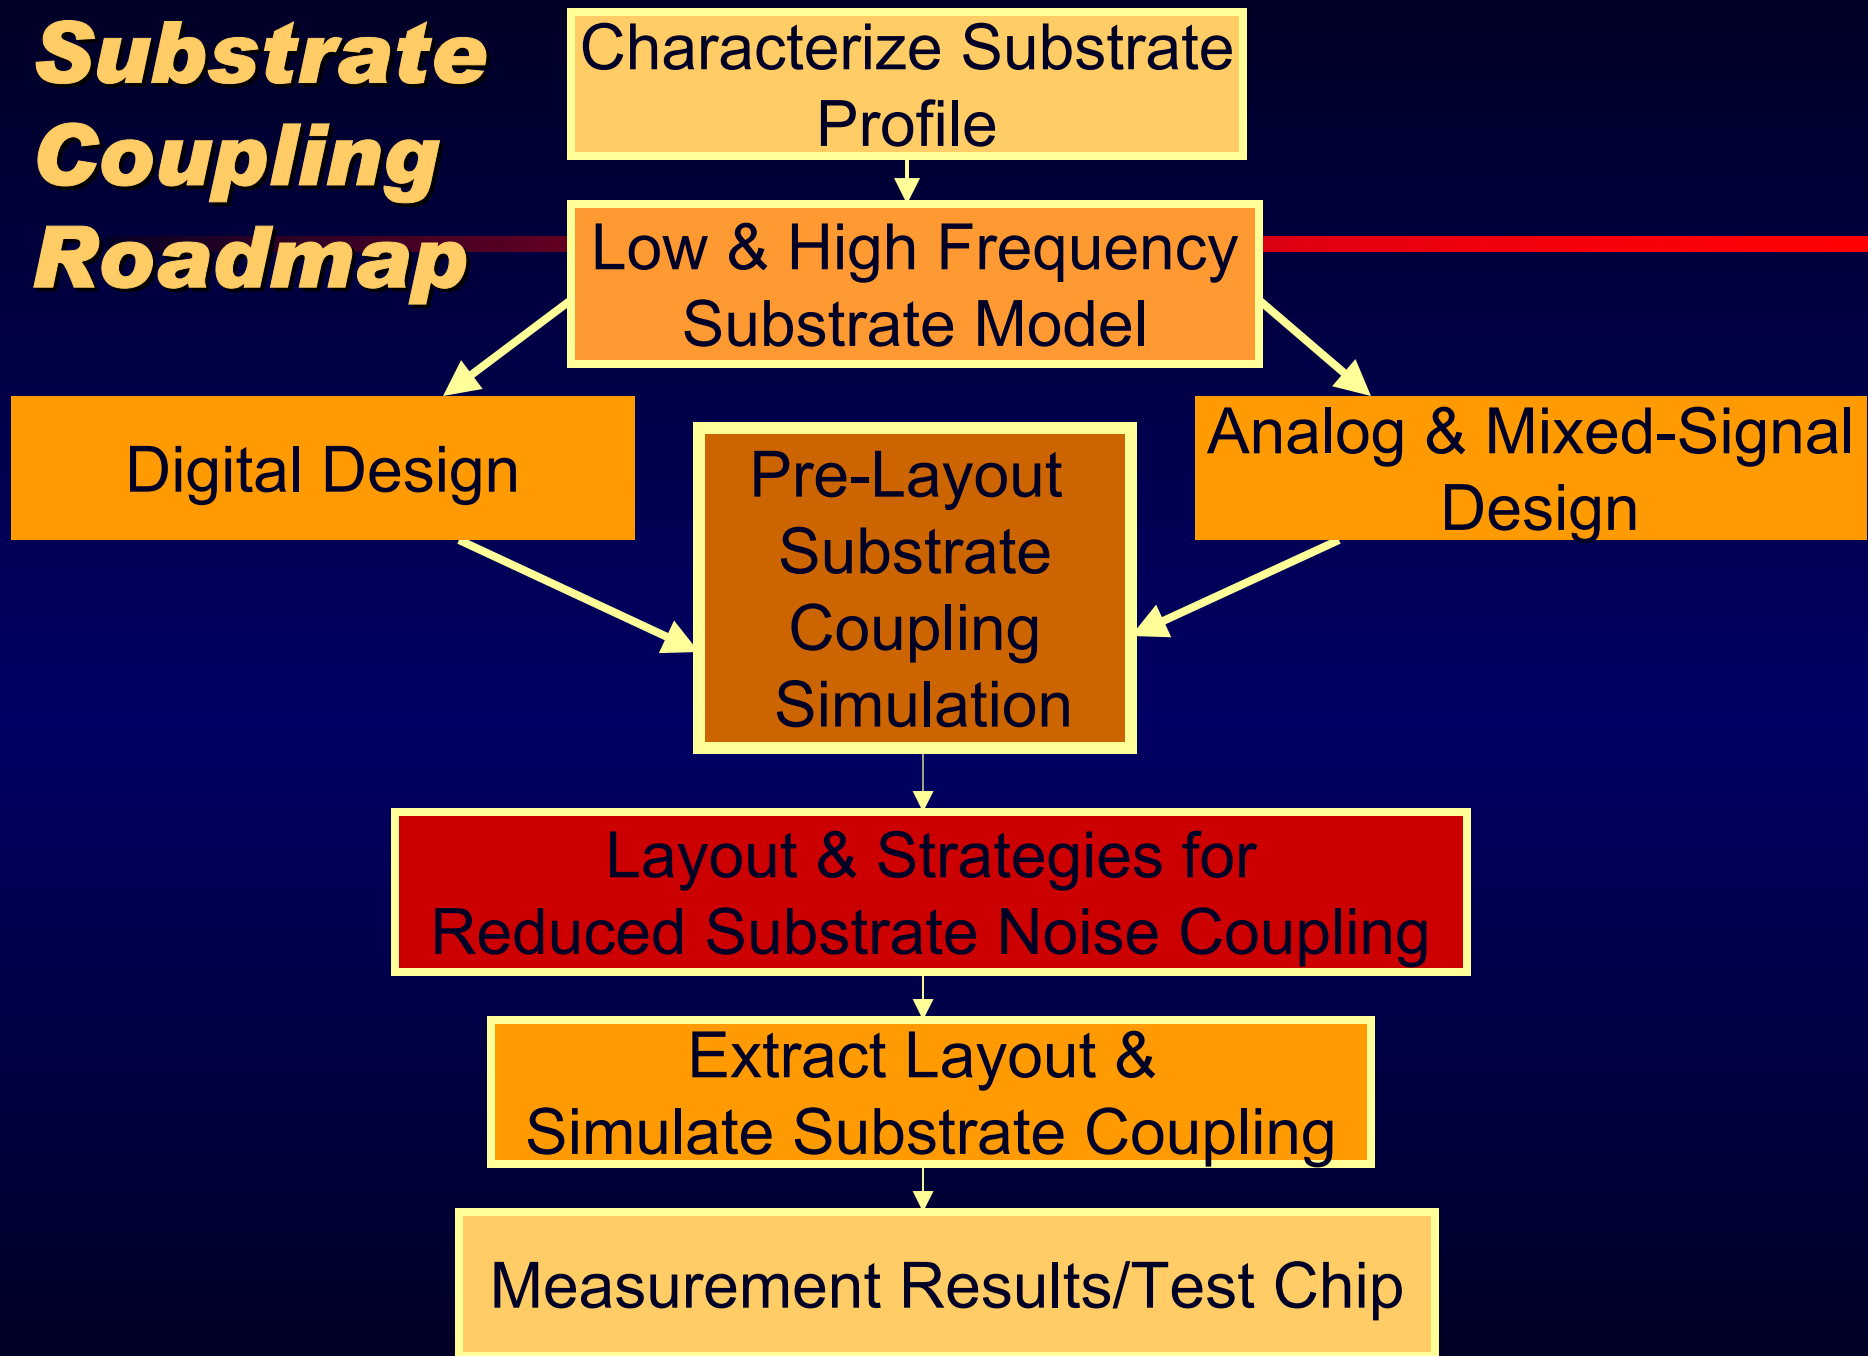 Substrate
Coupling
Roadmap
Characterize Substrate
Profile
Low & High Frequency
Substrate Model
Digital Design
Pre-Layout
Substrate
Coupling
Simulation
Analog & Mixed-Signal
Design
Layout & Strategies for
Reduced Substrate Noise Coupling
Extract Layout &
Simulate Substrate Coupling
Measurement Results/Test Chip